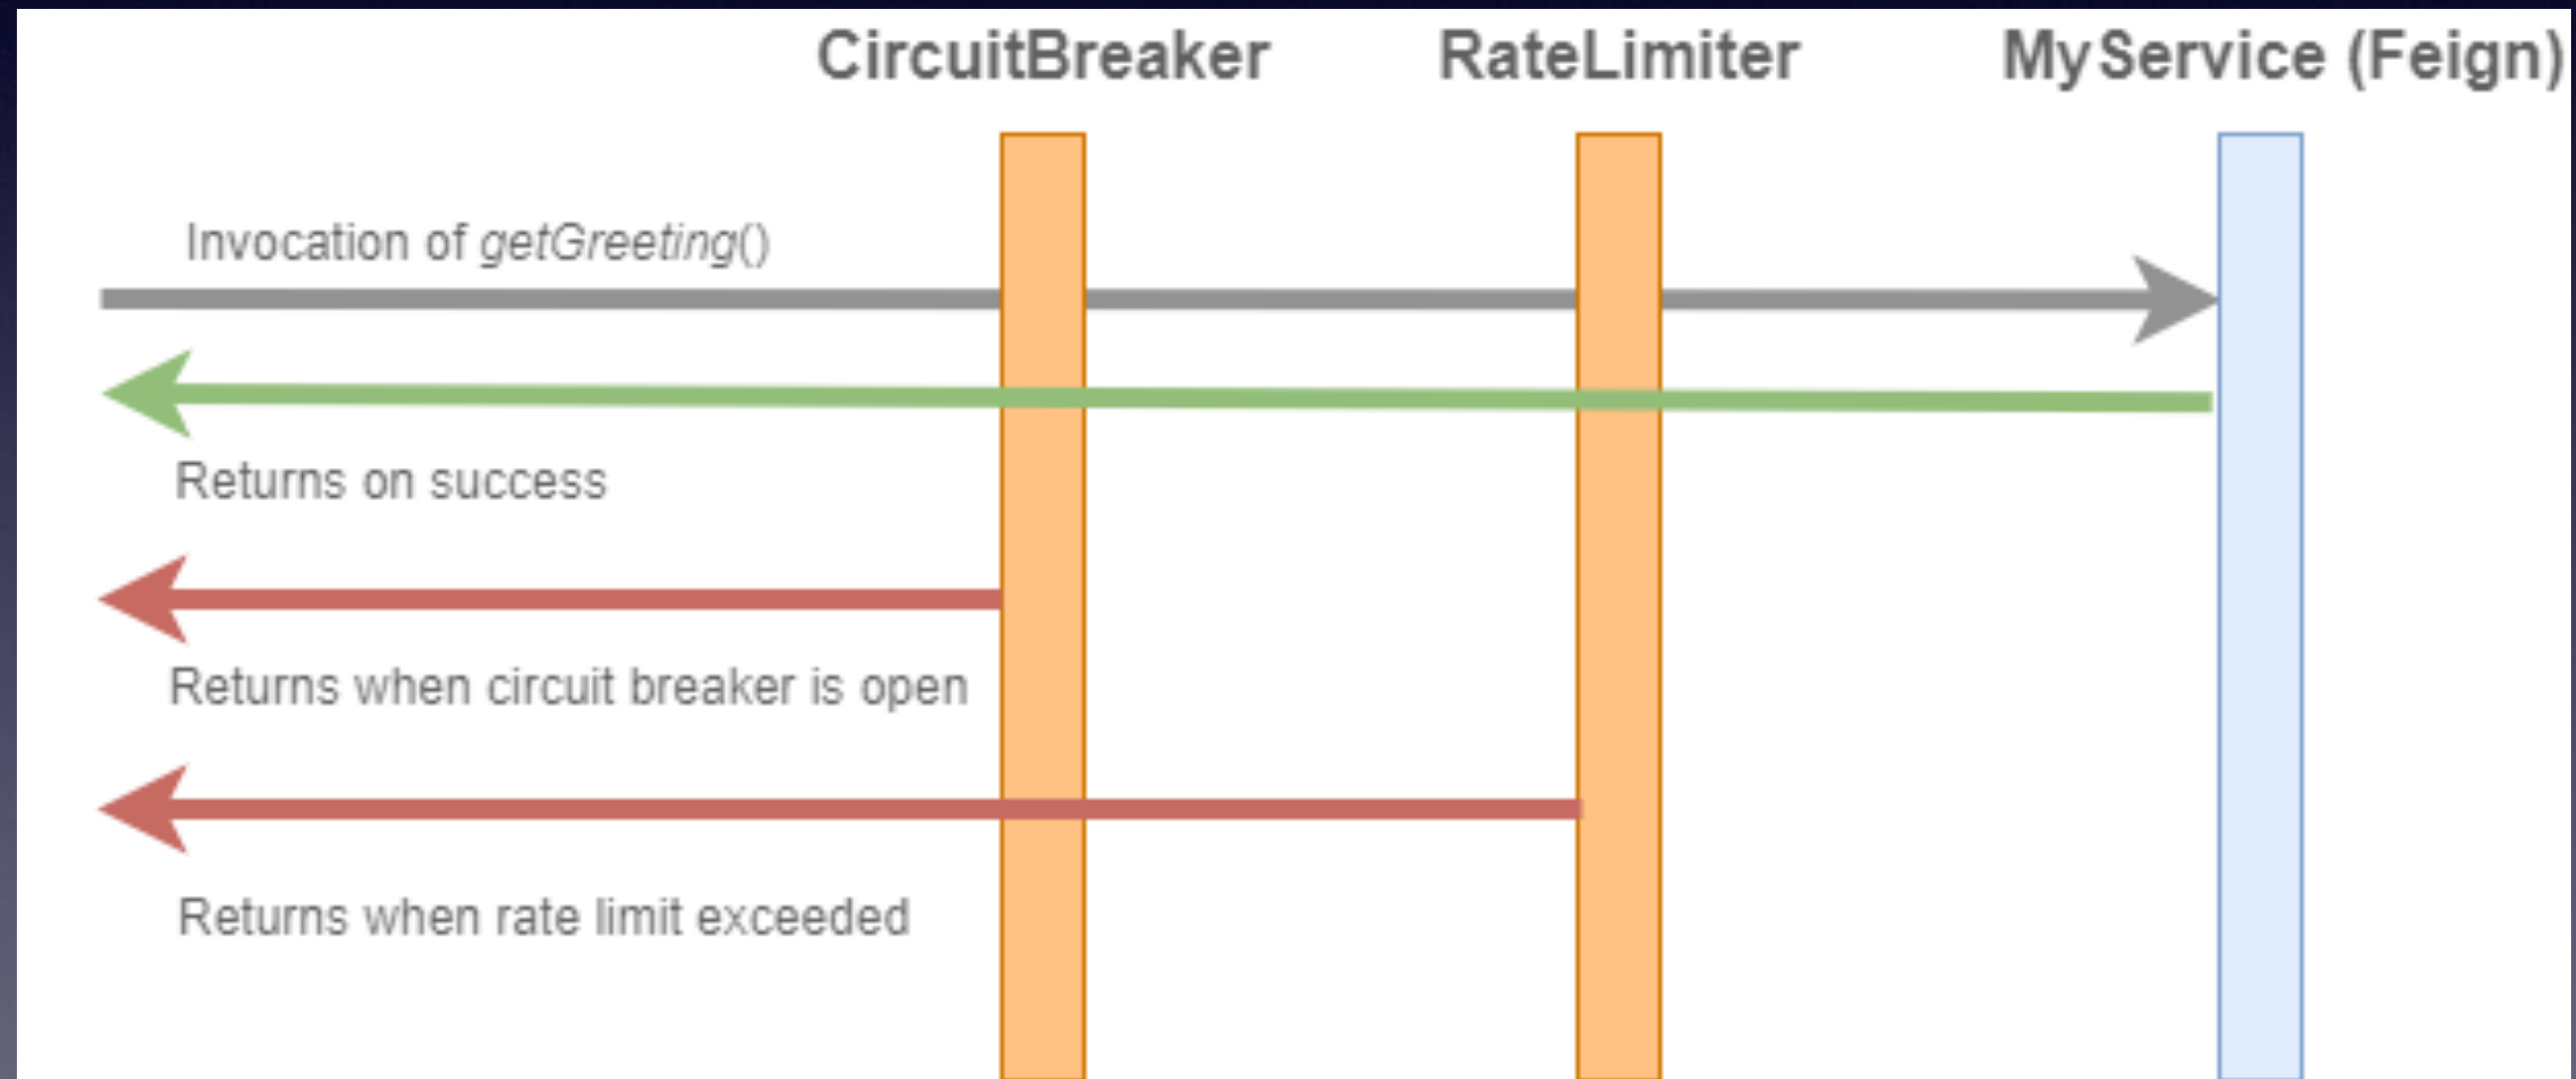 CircuitBreaker RateLimiter MyService (Feign)
Invocation of getGreeting()
Returns on success
Returns when circuit breaker is open
Returns when rate limit exceeded